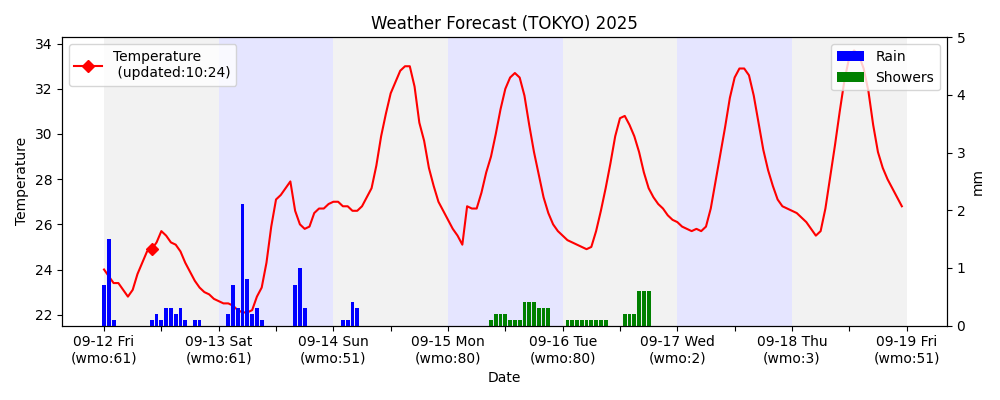 Weather Forecast (TOKYO) 2025
Temperature
(updated:10:24)
Rain
Showers
34
32
30
28
26
24
22
Temperature
5
4
3
2
1
0
mm
09-12 Fri
(wmo:61)
09-13 Sat
(wmo:61)
09-14 Sun
(wmo:51)
09-15 Mon
(wmo:80)
09-16 Tue
(wmo:80)
09-17 Wed
(wmo:2)
09-18 Thu
(wmo:3)
09-19 Fri
(wmo:51)
Date